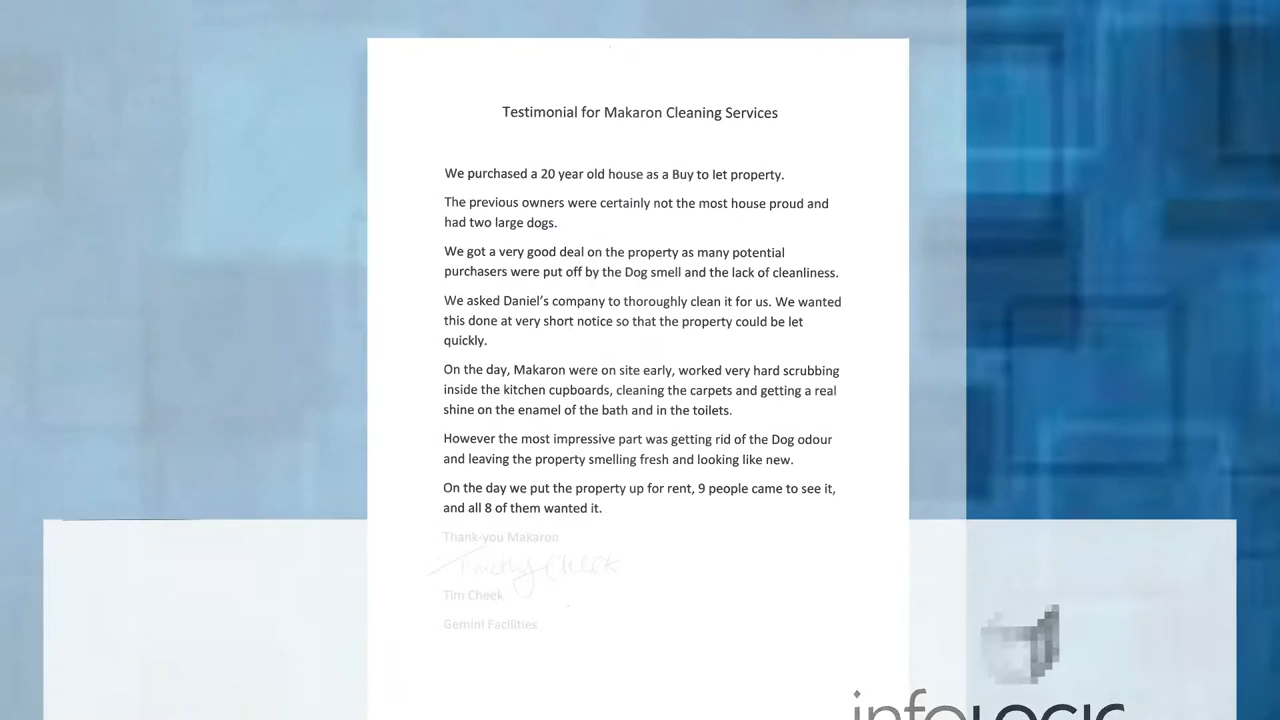 Testimonial for Makaron Cleaning Services
We purchased a 20 year old house as a Buy to let property.
The previous owners were certainly not the most house proud and
had two large dogs.
We got a very good deal on the property as many potential
purchasers were put off by the Dog smell and the lack of cleanliness.
We asked Daniel's company to thoroughly clean it for us. We wanted
this done at very short notice so that the property could be let
quickly.
On the day, Makaron were on site early, worked very hard scrubbing
inside the kitchen cupboards, cleaning the carpets and getting a real
shine on the enamel of the bath and in the toilets.
However the most impressive part was getting rid of the Dog odour
and leaving the property smelling fresh and looking like new.
On the day we put the property up for rent, 9 people came to see it,
and all 8 of them wanted it.
Thank-you Makaron
Timothy Cheek
Tim Cheek
Gemini Facilities
infoLOGIC